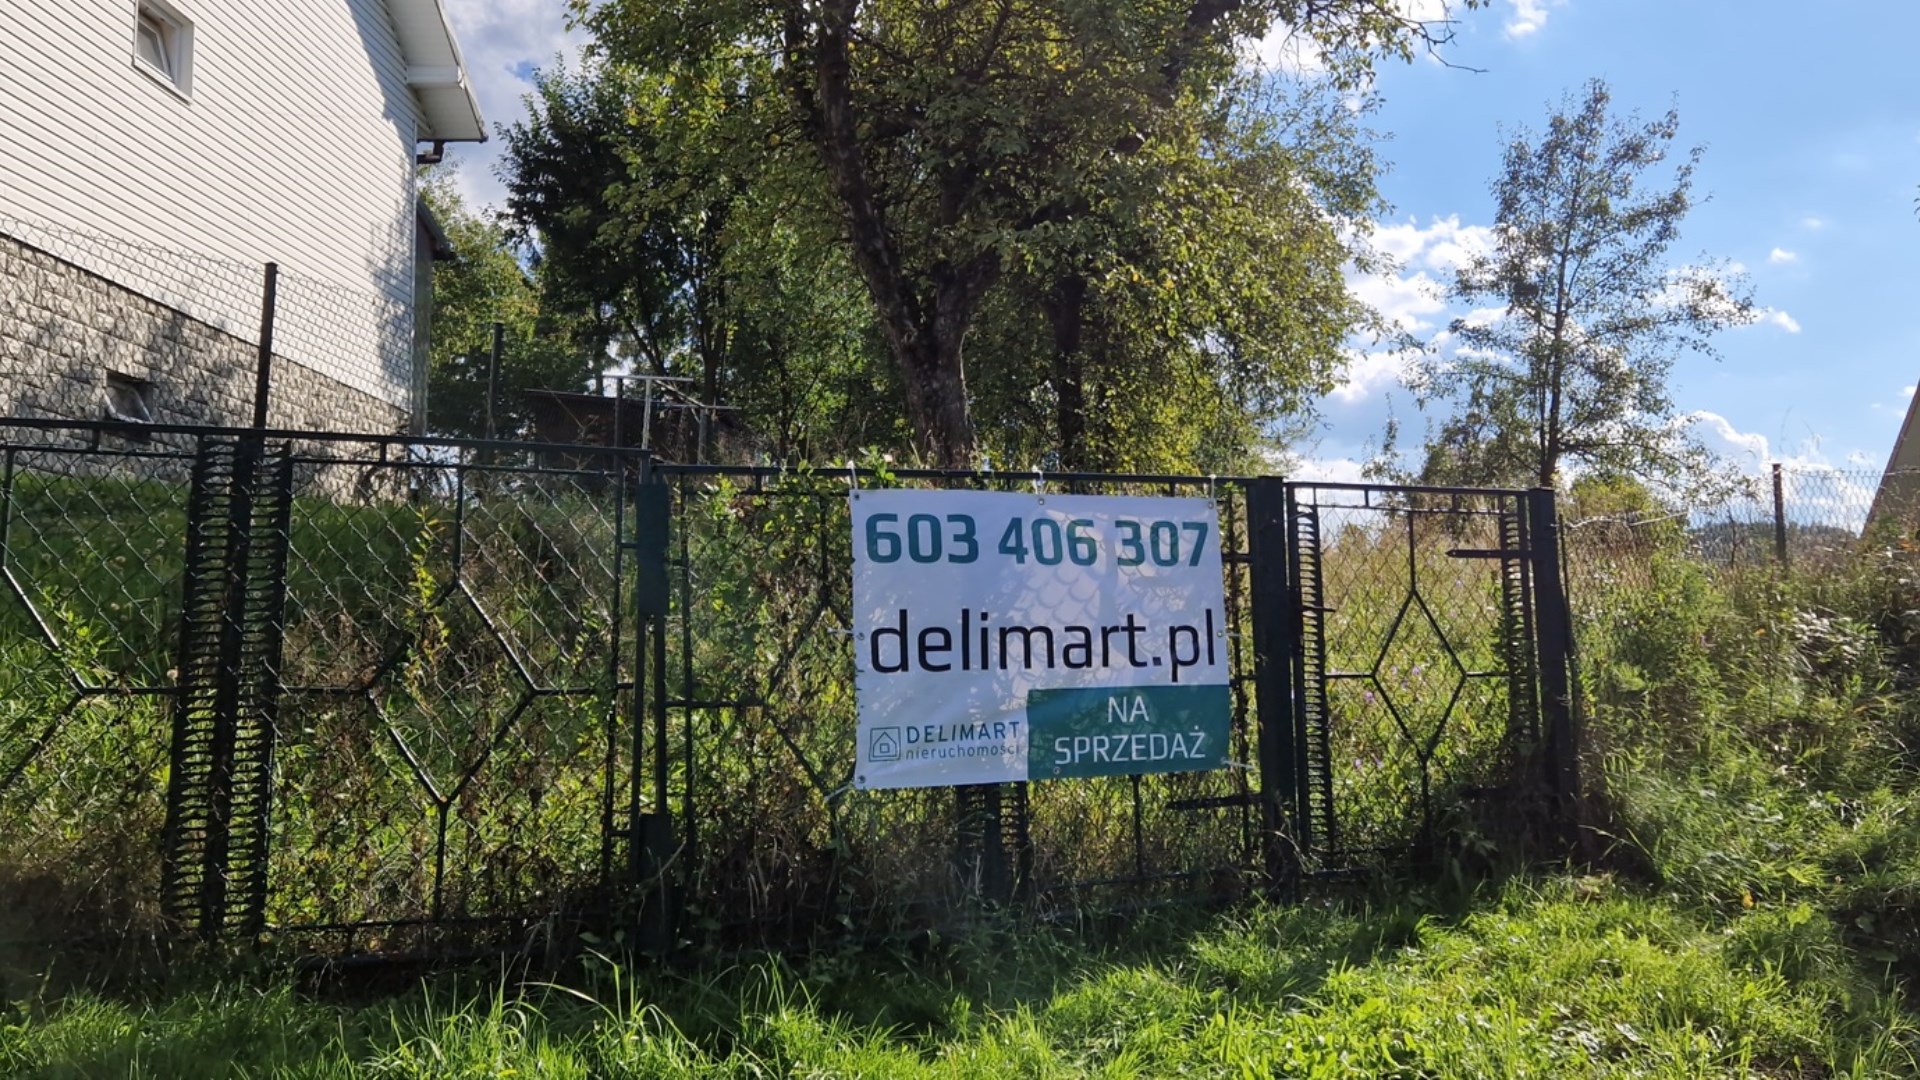 603 406 307
delimart.pl
DELIMART
nieruchomości
NA
SPRZEDAŻ